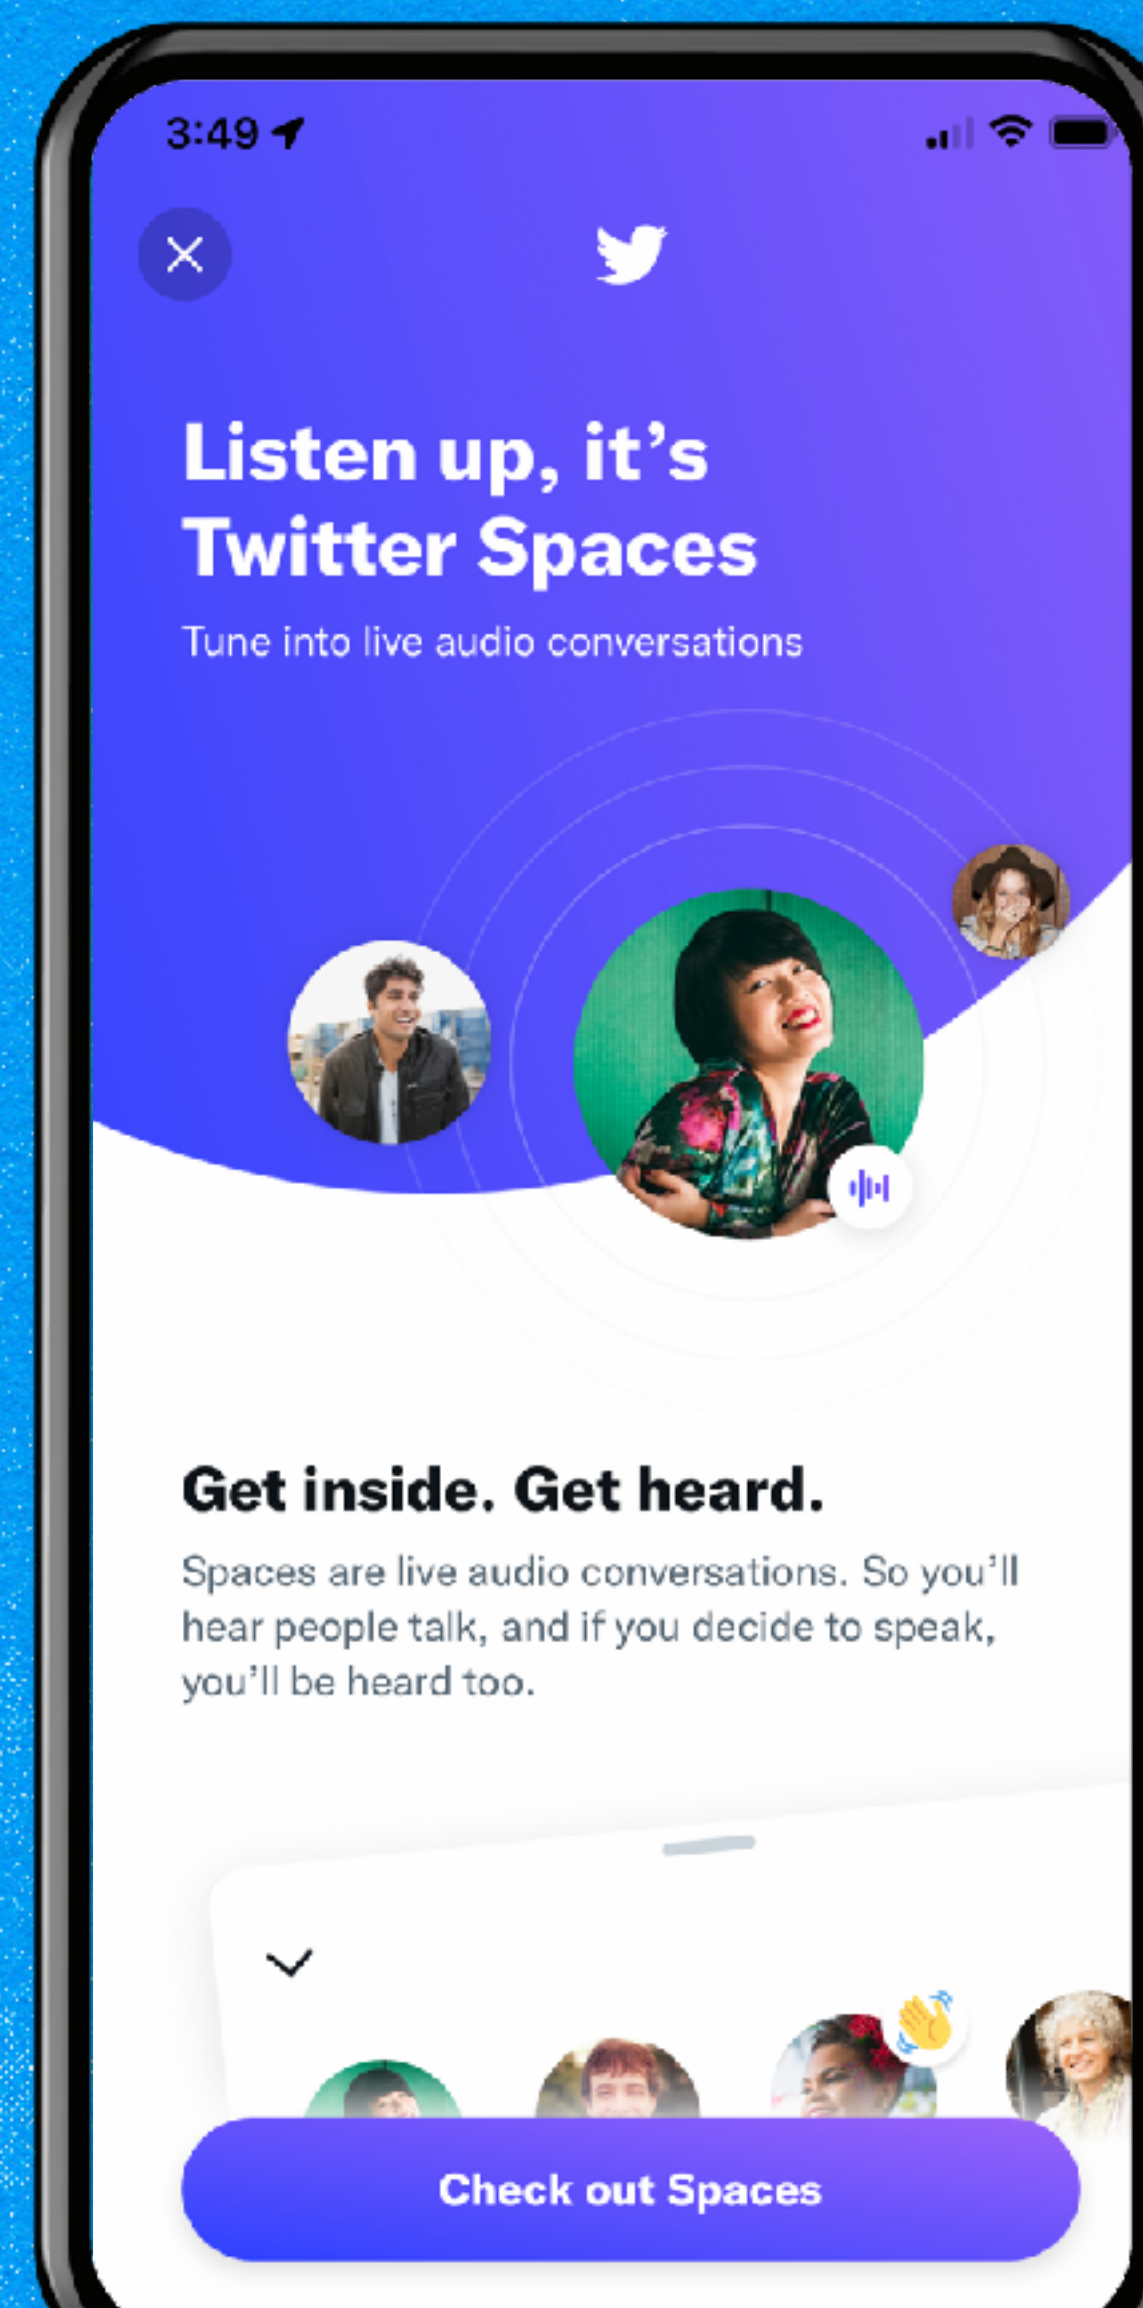 3:49
Listen up, it’s
Twitter Spaces
Tune into live audio conversations
Get inside. Get heard.
Spaces are live audio conversations. So you’ll
hear people talk, and if you decide to speak,
you’ll be heard too.
Check out Spaces